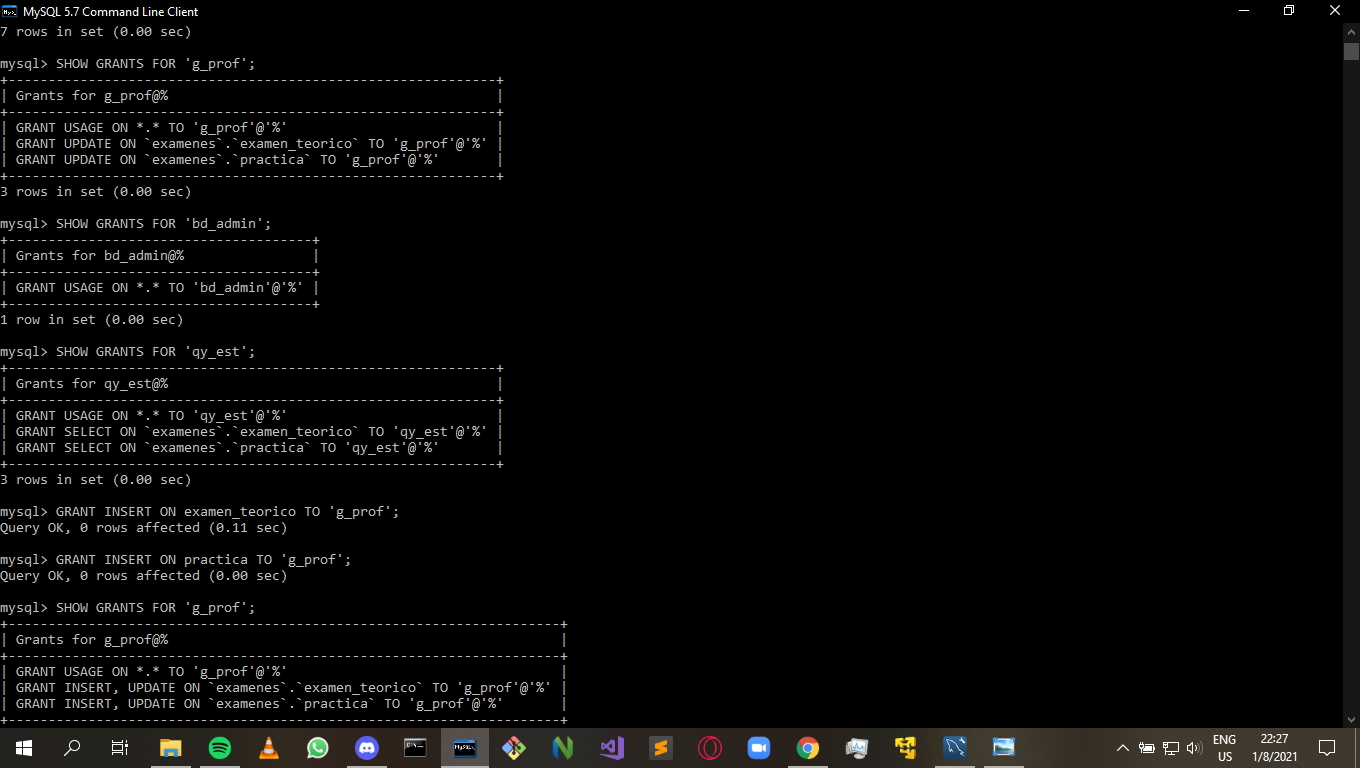 MySQL 5.7 Command Line Client
7 rows in set (0.00 sec)
mysql> SHOW GRANTS FOR 'g_prof';
+-------------------------------------------------------------+
| Grants for g_prof@%                                         |
+-------------------------------------------------------------+
| GRANT USAGE ON *.* TO 'g_prof'@'%'                          |
| GRANT UPDATE ON `examenes`.`examen_teorico` TO 'g_prof'@'%' |
| GRANT UPDATE ON `examenes`.`practica` TO 'g_prof'@'%'       |
+-------------------------------------------------------------+
3 rows in set (0.00 sec)
mysql> SHOW GRANTS FOR 'bd_admin';
+--------------------------------------+
| Grants for bd_admin@%                |
+--------------------------------------+
| GRANT USAGE ON *.* TO 'bd_admin'@'%' |
+--------------------------------------+
1 row in set (0.00 sec)
mysql> SHOW GRANTS FOR 'qy_est';
+-------------------------------------------------------------+
| Grants for qy_est@%                                         |
+-------------------------------------------------------------+
| GRANT USAGE ON *.* TO 'qy_est'@'%'                          |
| GRANT SELECT ON `examenes`.`examen_teorico` TO 'qy_est'@'%' |
| GRANT SELECT ON `examenes`.`practica` TO 'qy_est'@'%'       |
+-------------------------------------------------------------+
3 rows in set (0.00 sec)
mysql> GRANT INSERT ON examen_teorico TO 'g_prof';
Query OK, 0 rows affected (0.11 sec)
mysql> GRANT INSERT ON practica TO 'g_prof';
Query OK, 0 rows affected (0.00 sec)
mysql> SHOW GRANTS FOR 'g_prof';
+---------------------------------------------------------------------+
| Grants for g_prof@%                                                 |
+---------------------------------------------------------------------+
| GRANT USAGE ON *.* TO 'g_prof'@'%'                                  |
| GRANT INSERT, UPDATE ON `examenes`.`examen_teorico` TO 'g_prof'@'%' |
| GRANT INSERT, UPDATE ON `examenes`.`practica` TO 'g_prof'@'%'       |
+---------------------------------------------------------------------+
ENG
US
22:27
1/8/2021